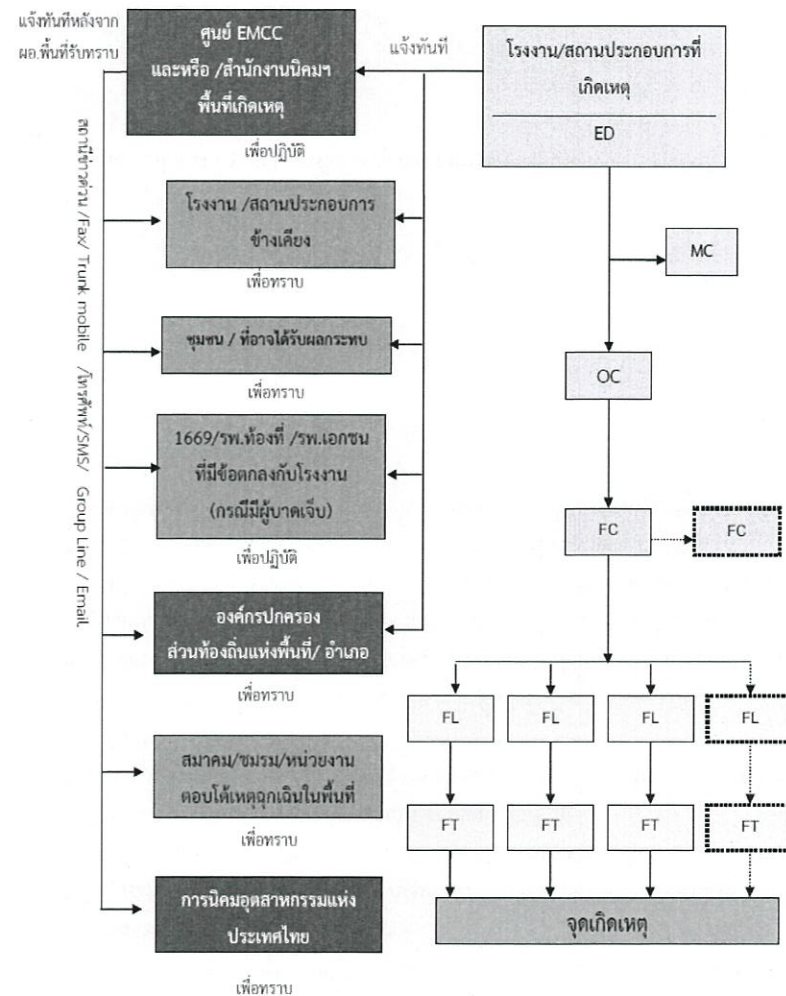 แจ้งทันทีหลังจาก
ผอ.พื้นที่รับทราบ
ศูนย์ EMCC
และหรือ /สำนักงานนิคมฯ
พื้นที่เกิดเหตุ
เพื่อปฏิบัติ
แจ้งทันที
โรงงาน/สถานประกอบการที่
เกิดเหตุ
ED
สถานีข่าวด่วน /Fax/ Trunk mobile /โทรศัพท์/SMS/ Group Line / Email
โรงงาน /สถานประกอบการ
ข้างเคียง
เพื่อทราบ
MC
ชุมชน / ที่อาจได้รับผลกระทบ
เพื่อทราบ
OC
1669/รพ.ท้องที่ /รพ.เอกชน
ที่มีข้อตกลงกับโรงงาน
(กรณีมีผู้บาดเจ็บ)
เพื่อปฏิบัติ
FC
FC
องค์กรปกครอง
ส่วนท้องถิ่นแห่งพื้นที่/ อำเภอ
เพื่อทราบ
FL
FL
FL
FL
สมาคม/ชมรม/หน่วยงาน
ตอบโต้เหตุฉุกเฉินในพื้นที่
เพื่อทราบ
FT
FT
FT
FT
การนิคมอุตสาหกรรมแห่ง
ประเทศไทย
เพื่อทราบ
จุดเกิดเหตุ